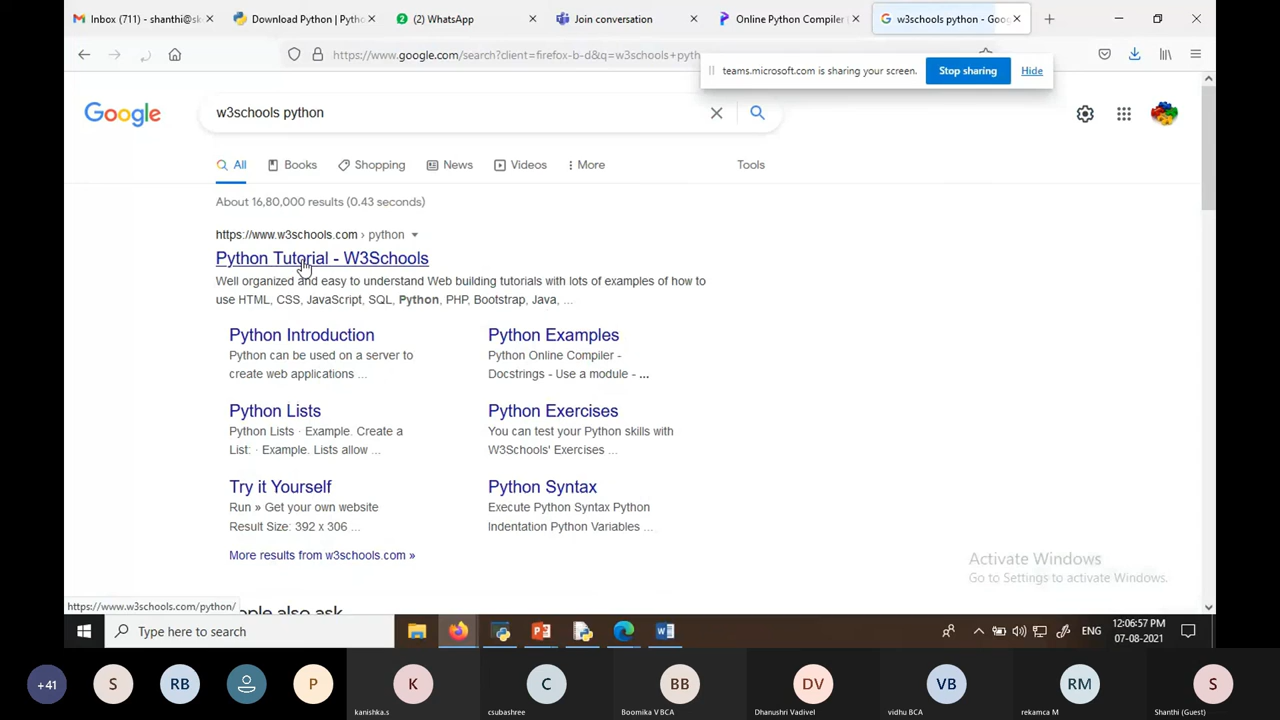 Inbox (711) - shanthi@sk
Download Python | Pyth
(2) WhatsApp
Join conversation
Online Python Compiler
w3schools python - Goog
https://www.google.com/search?client=firefox-b-d&q=w3schools+pyth
teams.microsoft.com is sharing your screen.
Stop sharing
Hide
Google
w3schools python
All
Books
Shopping
News
Videos
More
Tools
About 16,80,000 results (0.43 seconds)
https://www.w3schools.com › python
Python Tutorial - W3Schools
Well organized and easy to understand Web building tutorials with lots of examples of how to
use HTML, CSS, JavaScript, SQL, Python, PHP, Bootstrap, Java, ...
Python Introduction
Python can be used on a server to
create web applications ...
Python Examples
Python Online Compiler -
Docstrings - Use a module - ...
Python Lists
Python Lists · Example. Create a
List: · Example. Lists allow ...
Python Exercises
You can test your Python skills with
W3Schools' Exercises ...
Try it Yourself
Run » Get your own website
Result Size: 392 x 306 ...
Python Syntax
Execute Python Syntax Python
Indentation Python Variables ...
More results from w3schools.com »
Activate Windows
Go to Settings to activate Windows.
https://www.w3schools.com/python/
ople also ask
Type here to search
ENG
12:06:57 PM
07-08-2021
+41
S
RB
P
K
C
BB
DV
VB
RM
S
kanishka.s
csubashree
Boomika V BCA
Dhanushri Vadivel
vidhu BCA
rekamca M
Shanthi (Guest)